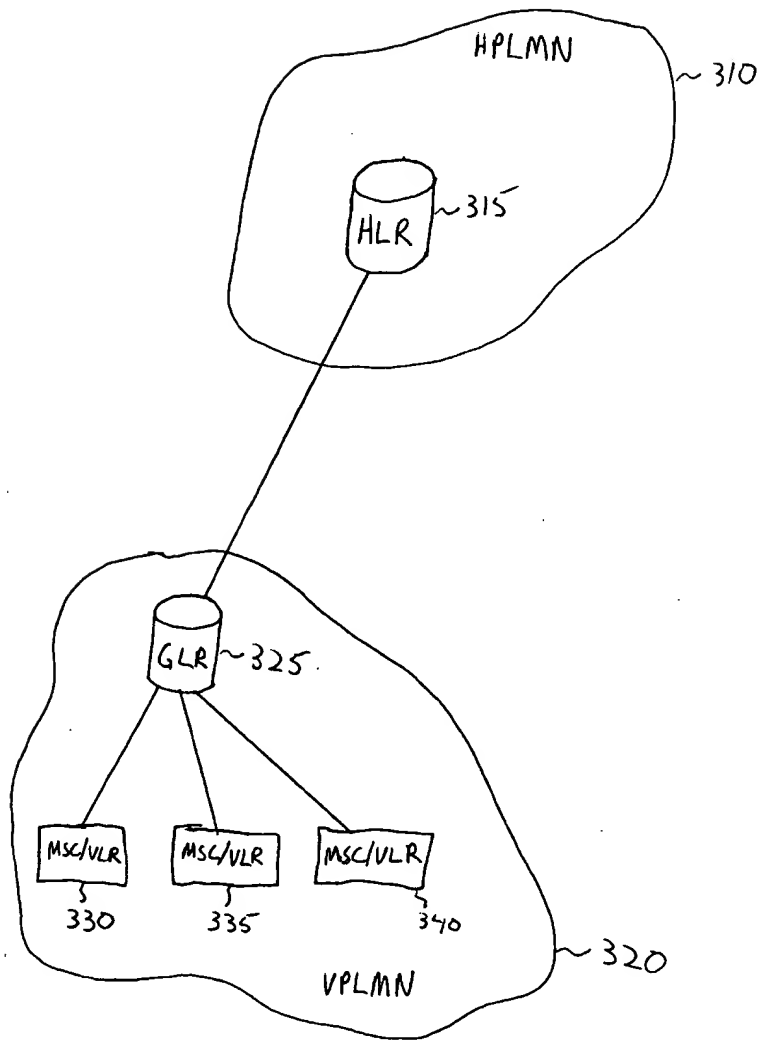 HPLMN
310
HLR
315
GLR
325
MSC/VLR
MSC/VLR
MSC/VLR
330
335
340
320
VPLMN